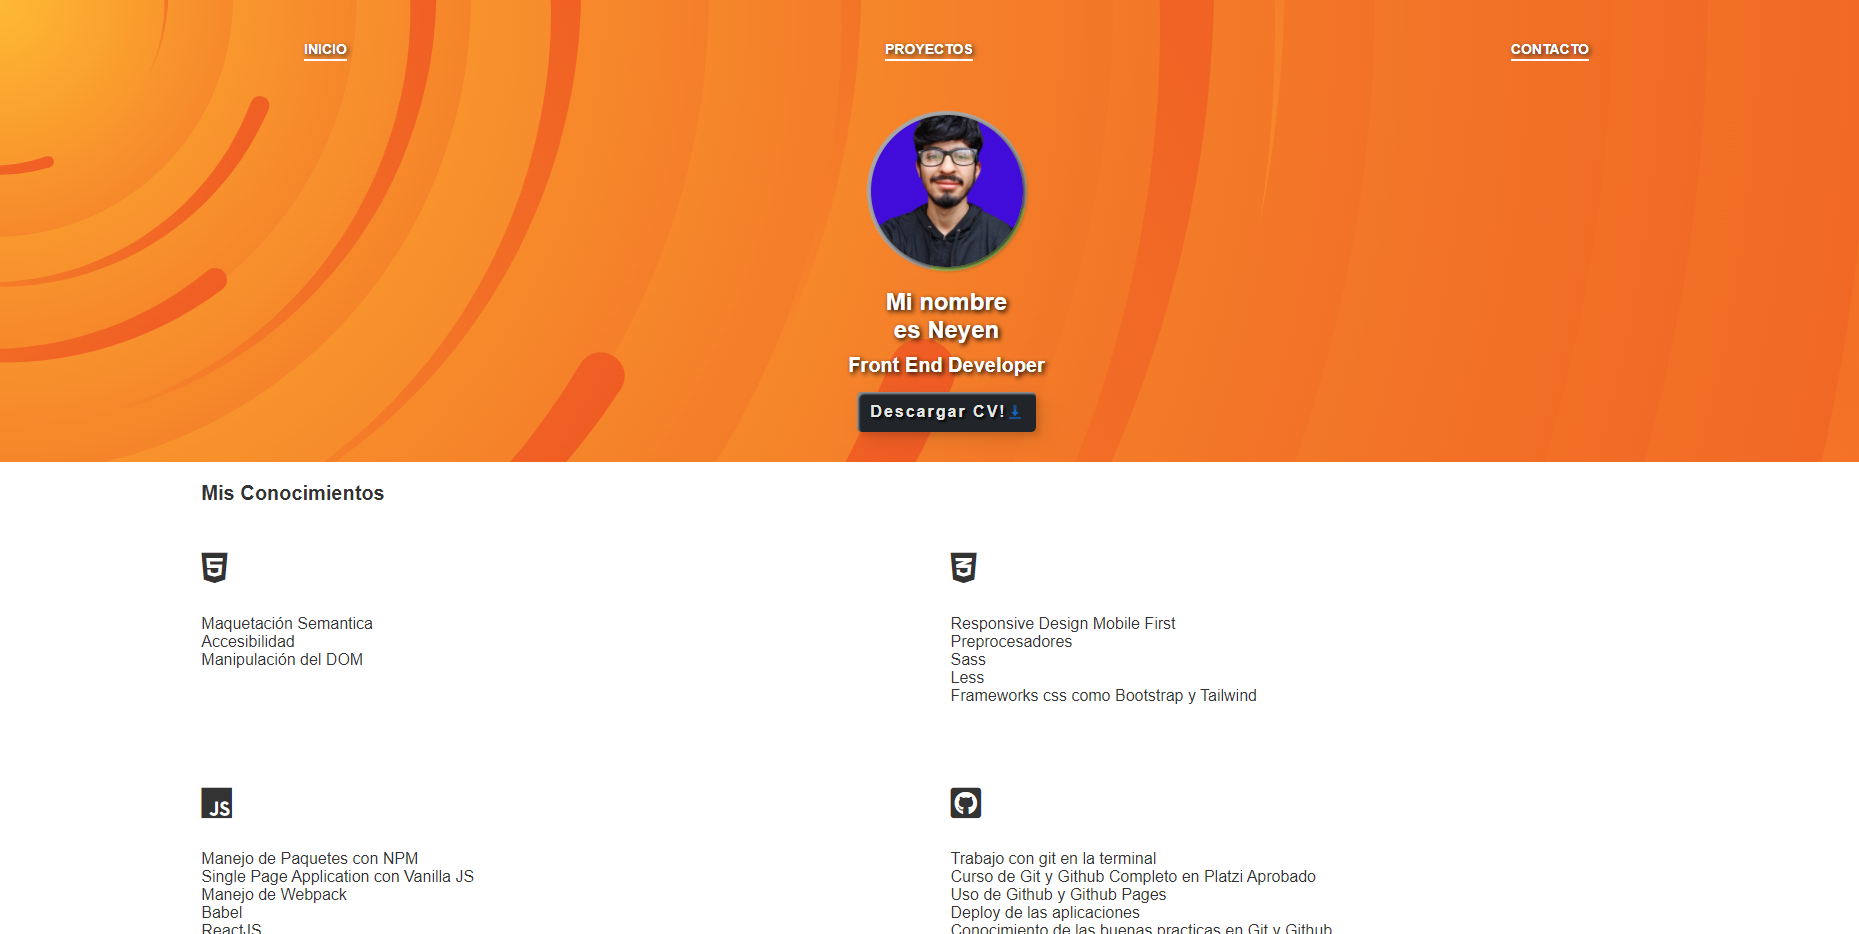 INICIO
PROYECTOS
CONTACTO
Mi nombre
es Neyen
Front End Developer
Descargar CV!
Mis Conocimientos
5
Maquetación Semantica
Accesibilidad
Manipulación del DOM
3
Responsive Design Mobile First
Preprocesadores
Sass
Less
Frameworks css como Bootstrap y Tailwind
JS
Manejo de Paquetes con NPM
Single Page Application con Vanilla JS
Manejo de Webpack
Babel
ReactJS
Trabajo con git en la terminal
Curso de Git y Github Completo en Platzi Aprobado
Uso de Github y Github Pages
Deploy de las aplicaciones
Conocimiento de las buenas practicas en Git y Github